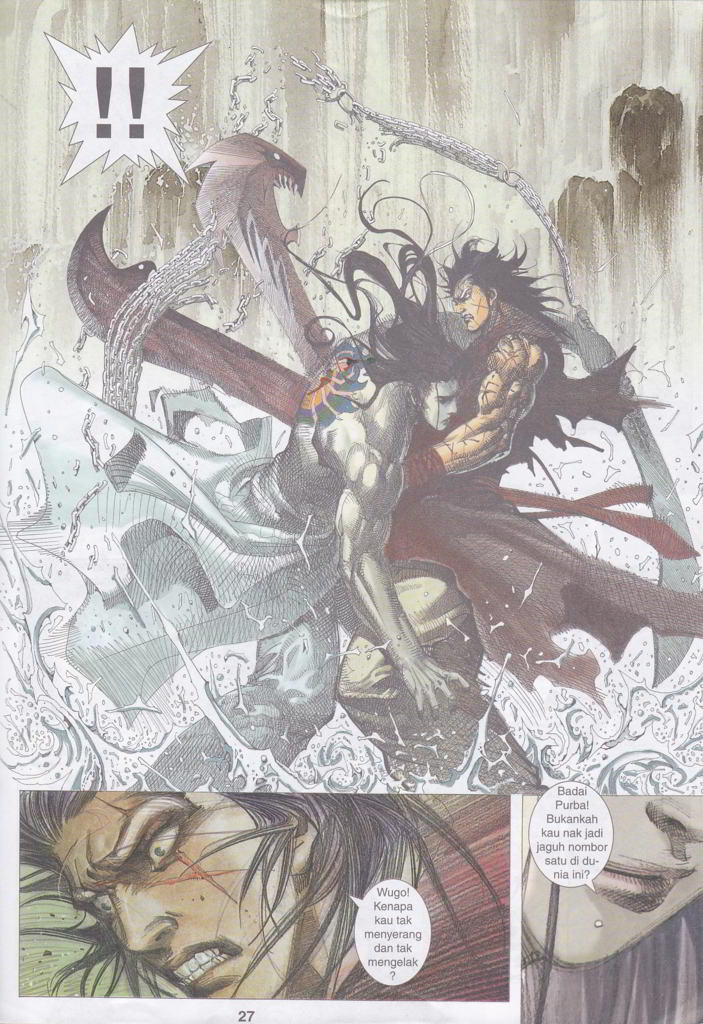 !!
Wugo!
Kenapa
kau tak
menyerang
dan tak
mengelak
?
Badai
Purba!
Bukankah
kau nak jadi
jaguh nombor
satu di du-
nia ini?
27